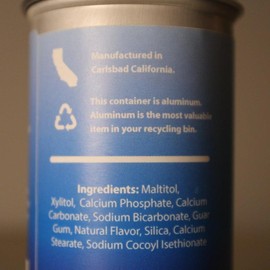 Manufactured in
Carlsbad California.
This container is aluminum.
Aluminum is the most valuable
item in your recycling bin.
Ingredients: Maltitol,
Xylitol, Calcium Phosphate, Calcium
Carbonate, Sodium Bicarbonate, Guar
Gum, Natural Flavor, Silica, Calcium
Stearate, Sodium Cocoyl Isethionate